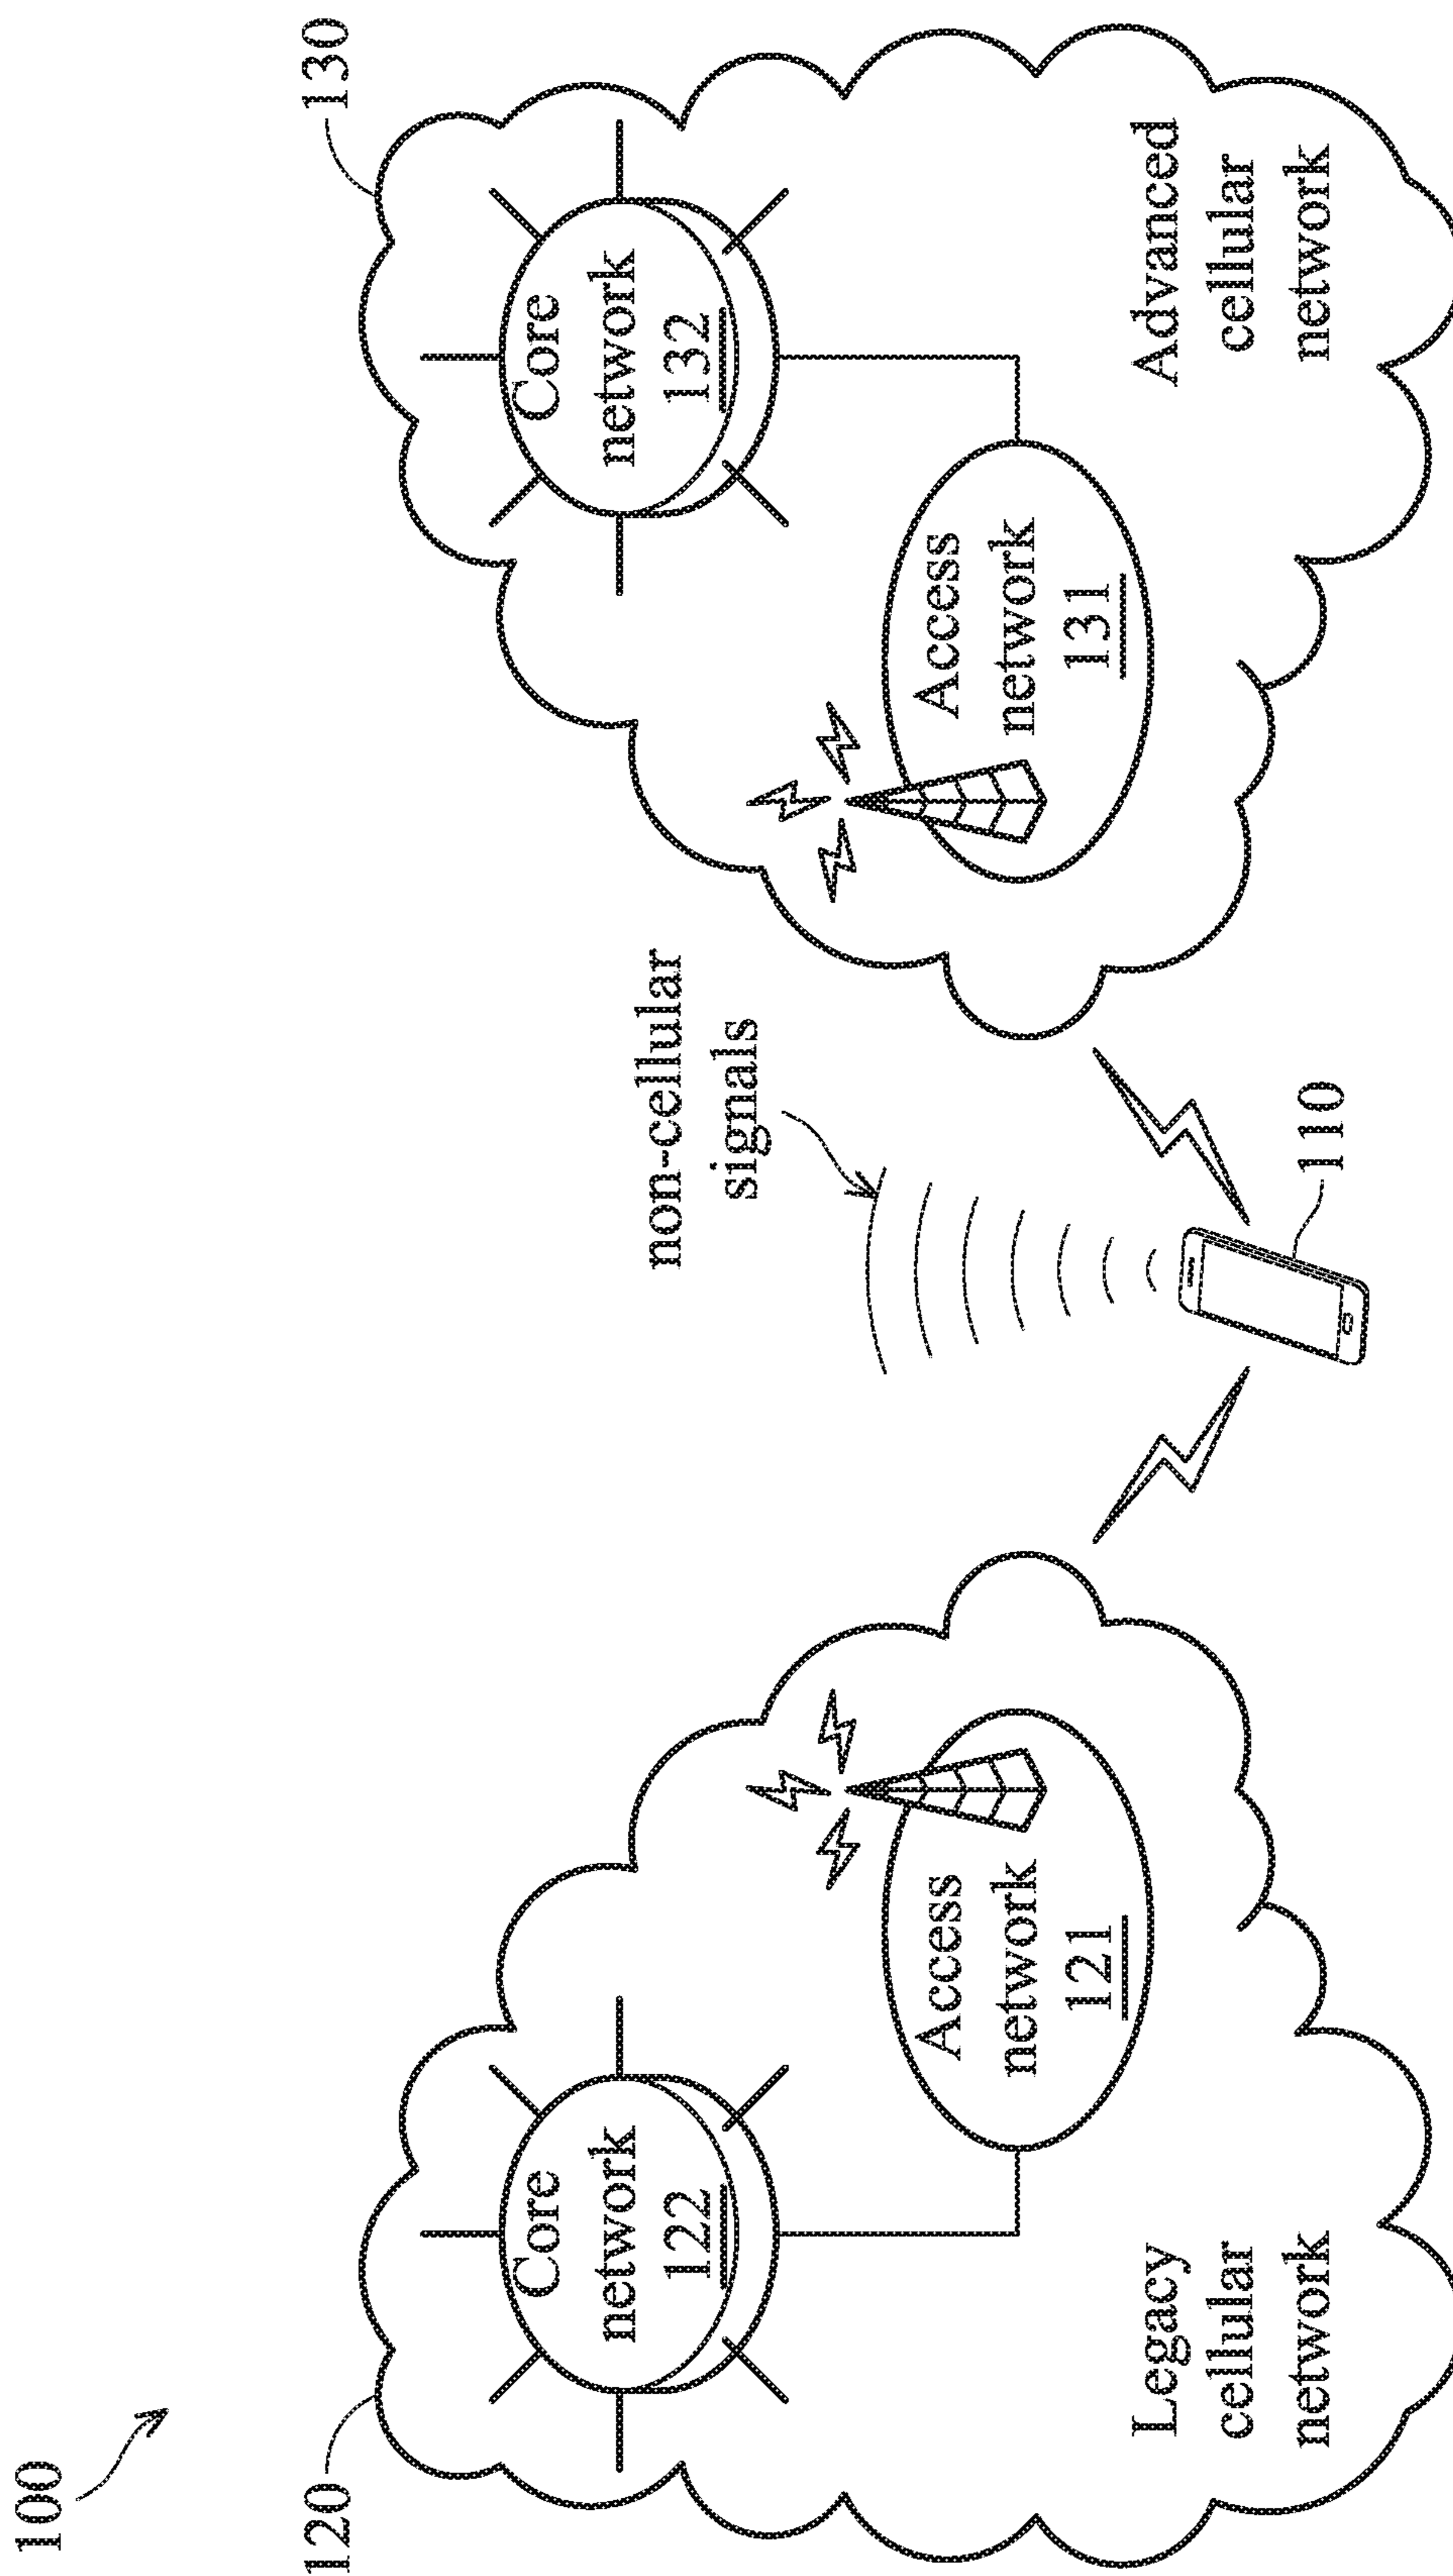 100
120
Core
network
122
Access
network
121
Legacy
cellular
network
non-cellular
signals
110
130
Core
network
132
Access
network
131
Advanced
cellular
network